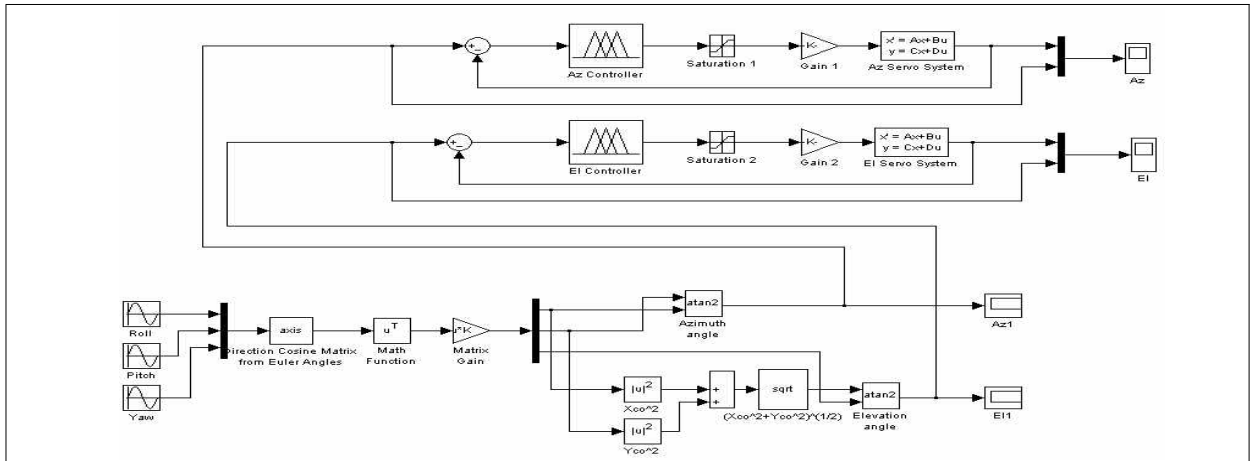 +
-
Az Controller
Saturation 1
K-
Gain 1
x' = Ax+Bu
y = Cx+Du
Az Servo System
Az
+
-
El Controller
Saturation 2
K-
Gain 2
x' = Ax+Bu
y = Cx+Du
El Servo System
El
Roll
Pitch
Yaw
axis
Direction Cosine Matrix
from Euler Angles
uT
Math
Function
Matrix
Gain
atan2
Azimuth
angle
Az1
|u|2
Xco^2
|u|2
Yco^2
+
+
sqrt
(Xco^2+Yco^2)^(1/2)
atan2
Elevation
angle
El1